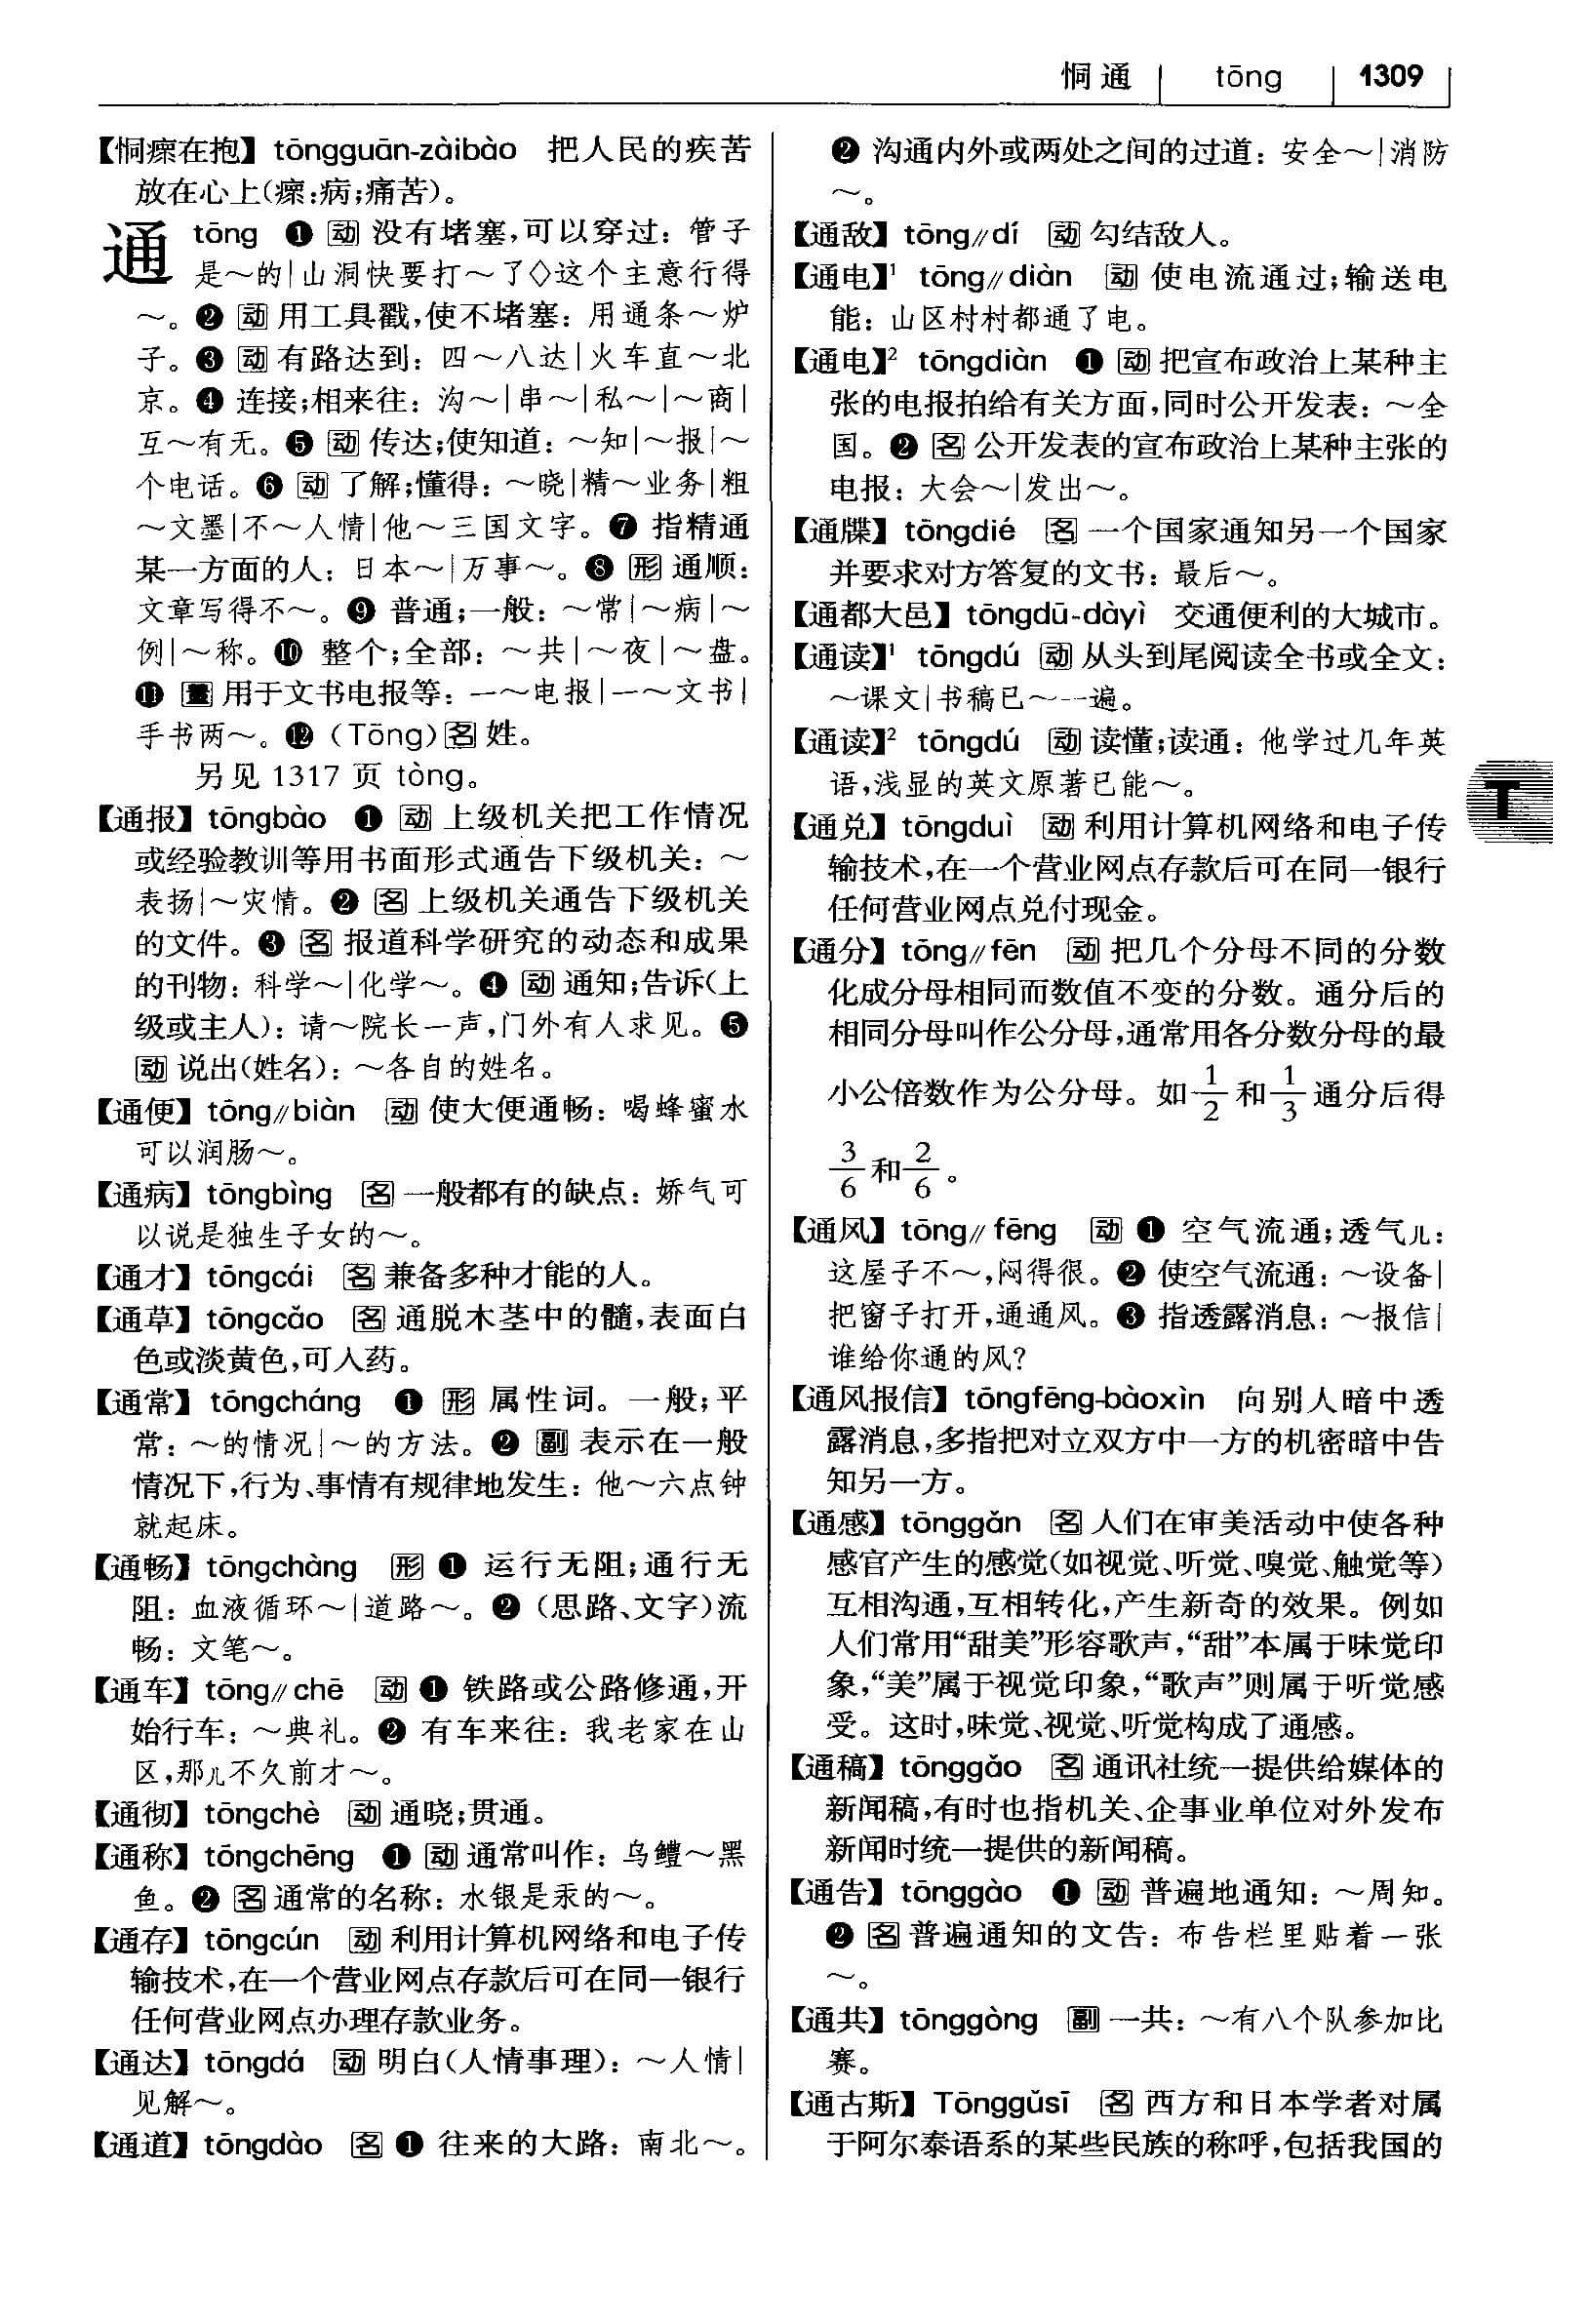 恫通 tōng 1309
【恫瘝在抱】 tōngguān-zàibào 把人民的疾苦
放在心上(瘝:病;痛苦)。
通 tōng ❶ 动 没有堵塞,可以穿过：管子
是～的|山洞快要打～了◇这个主意行得
～。❷ 动 用工具戳,使不堵塞：用通条～炉
子。❸ 动 有路达到：四～八达|火车直～北
京。❹ 连接;相来往：沟～|串～|私～|～商|
互～有无。❺ 动 传达;使知道：～知|～报|～
个电话。❻ 动 了解;懂得：～晓|精～业务|粗
～文墨|不～人情|他～三国文字。❼ 指精通
某一方面的人：日本～|万事～。❽ 形 通顺：
文章写得不～。❾ 普通;一般：～常|～病|～
例|～称。❿ 整个;全部：～共|～夜|～盘。
⓫ 量 用于文书电报等：一～电报|一～文书|
手书两～。⓬ (Tōng) 名 姓。
另见 1317 页 tòng。
【通报】 tōngbào ❶ 动 上级机关把工作情况
或经验教训等用书面形式通告下级机关：～
表扬|～灾情。❷ 名 上级机关通告下级机关
的文件。❸ 名 报道科学研究的动态和成果
的刊物：科学～|化学～。❹ 动 通知;告诉(上
级或主人)：请～院长一声,门外有人求见。❺
动 说出(姓名)：～各自的姓名。
【通便】 tōng//biàn 动 使大便通畅：喝蜂蜜水
可以润肠～。
【通病】 tōngbìng 名 一般都有的缺点：娇气可
以说是独生子女的～。
【通才】 tōngcái 名 兼备多种才能的人。
【通草】 tōngcǎo 名 通脱木茎中的髓,表面白
色或淡黄色,可入药。
【通常】 tōngcháng ❶ 形 属性词。一般;平
常：～的情况|～的方法。❷ 副 表示在一般
情况下,行为、事情有规律地发生：他～六点钟
就起床。
【通畅】 tōngchàng 形 ❶ 运行无阻;通行无
阻：血液循环～|道路～。❷ (思路、文字)流
畅：文笔～。
【通车】 tōng//chē 动 ❶ 铁路或公路修通,开
始行车：～典礼。❷ 有车来往：我老家在山
区,那儿不久前才～。
【通彻】 tōngchè 动 通晓;贯通。
【通称】 tōngchēng ❶ 动 通常叫作：乌鳢～黑
鱼。❷ 名 通常的名称：水银是汞的～。
【通存】 tōngcún 动 利用计算机网络和电子传
输技术,在一个营业网点存款后可在同一银行
任何营业网点办理存款业务。
【通达】 tōngdá 动 明白(人情事理)：～人情|
见解～。
【通道】 tōngdào 名 ❶ 往来的大路：南北～。
❷ 沟通内外或两处之间的过道：安全～|消防
～。
【通敌】 tōng//dí 动 勾结敌人。
【通电】¹ tōng//diàn 动 使电流通过;输送电
能：山区村村都通了电。
【通电】² tōngdiàn ❶ 动 把宣布政治上某种主
张的电报拍给有关方面,同时公开发表：～全
国。❷ 名 公开发表的宣布政治上某种主张的
电报：大会～|发出～。
【通牒】 tōngdié 名 一个国家通知另一个国家
并要求对方答复的文书：最后～。
【通都大邑】 tōngdū-dàyì 交通便利的大城市。
【通读】¹ tōngdú 动 从头到尾阅读全书或全文：
～课文|书稿已～一遍。
【通读】² tōngdú 动 读懂;读通：他学过几年英
语,浅显的英文原著已能～。
【通兑】 tōngduì 动 利用计算机网络和电子传
输技术,在一个营业网点存款后可在同一银行
任何营业网点兑付现金。
【通分】 tōng//fēn 动 把几个分母不同的分数
化成分母相同而数值不变的分数。通分后的
相同分母叫作公分母,通常用各分数分母的最
小公倍数作为公分母。如 1/2 和 1/3 通分后得
3/6 和 2/6。
【通风】 tōng//fēng 动 ❶ 空气流通;透气儿：
这屋子不～,闷得很。❷ 使空气流通：～设备|
把窗子打开,通通风。❸ 指透露消息：～报信|
谁给你通的风?
【通风报信】 tōngfēng-bàoxìn 向别人暗中透
露消息,多指把对立双方中一方的机密暗中告
知另一方。
【通感】 tōnggǎn 名 人们在审美活动中使各种
感官产生的感觉(如视觉、听觉、嗅觉、触觉等)
互相沟通,互相转化,产生新奇的效果。例如
人们常用“甜美”形容歌声,“甜”本属于味觉印
象,“美”属于视觉印象,“歌声”则属于听觉感
受。这时,味觉、视觉、听觉构成了通感。
【通稿】 tōnggǎo 名 通讯社统一提供给媒体的
新闻稿,有时也指机关、企事业单位对外发布
新闻时统一提供的新闻稿。
【通告】 tōnggào ❶ 动 普遍地通知：～周知。
❷ 名 普遍通知的文告：布告栏里贴着一张
～。
【通共】 tōnggòng 副 一共：～有八个队参加比
赛。
【通古斯】 Tōnggǔsī 名 西方和日本学者对属
于阿尔泰语系的某些民族的称呼,包括我国的
T